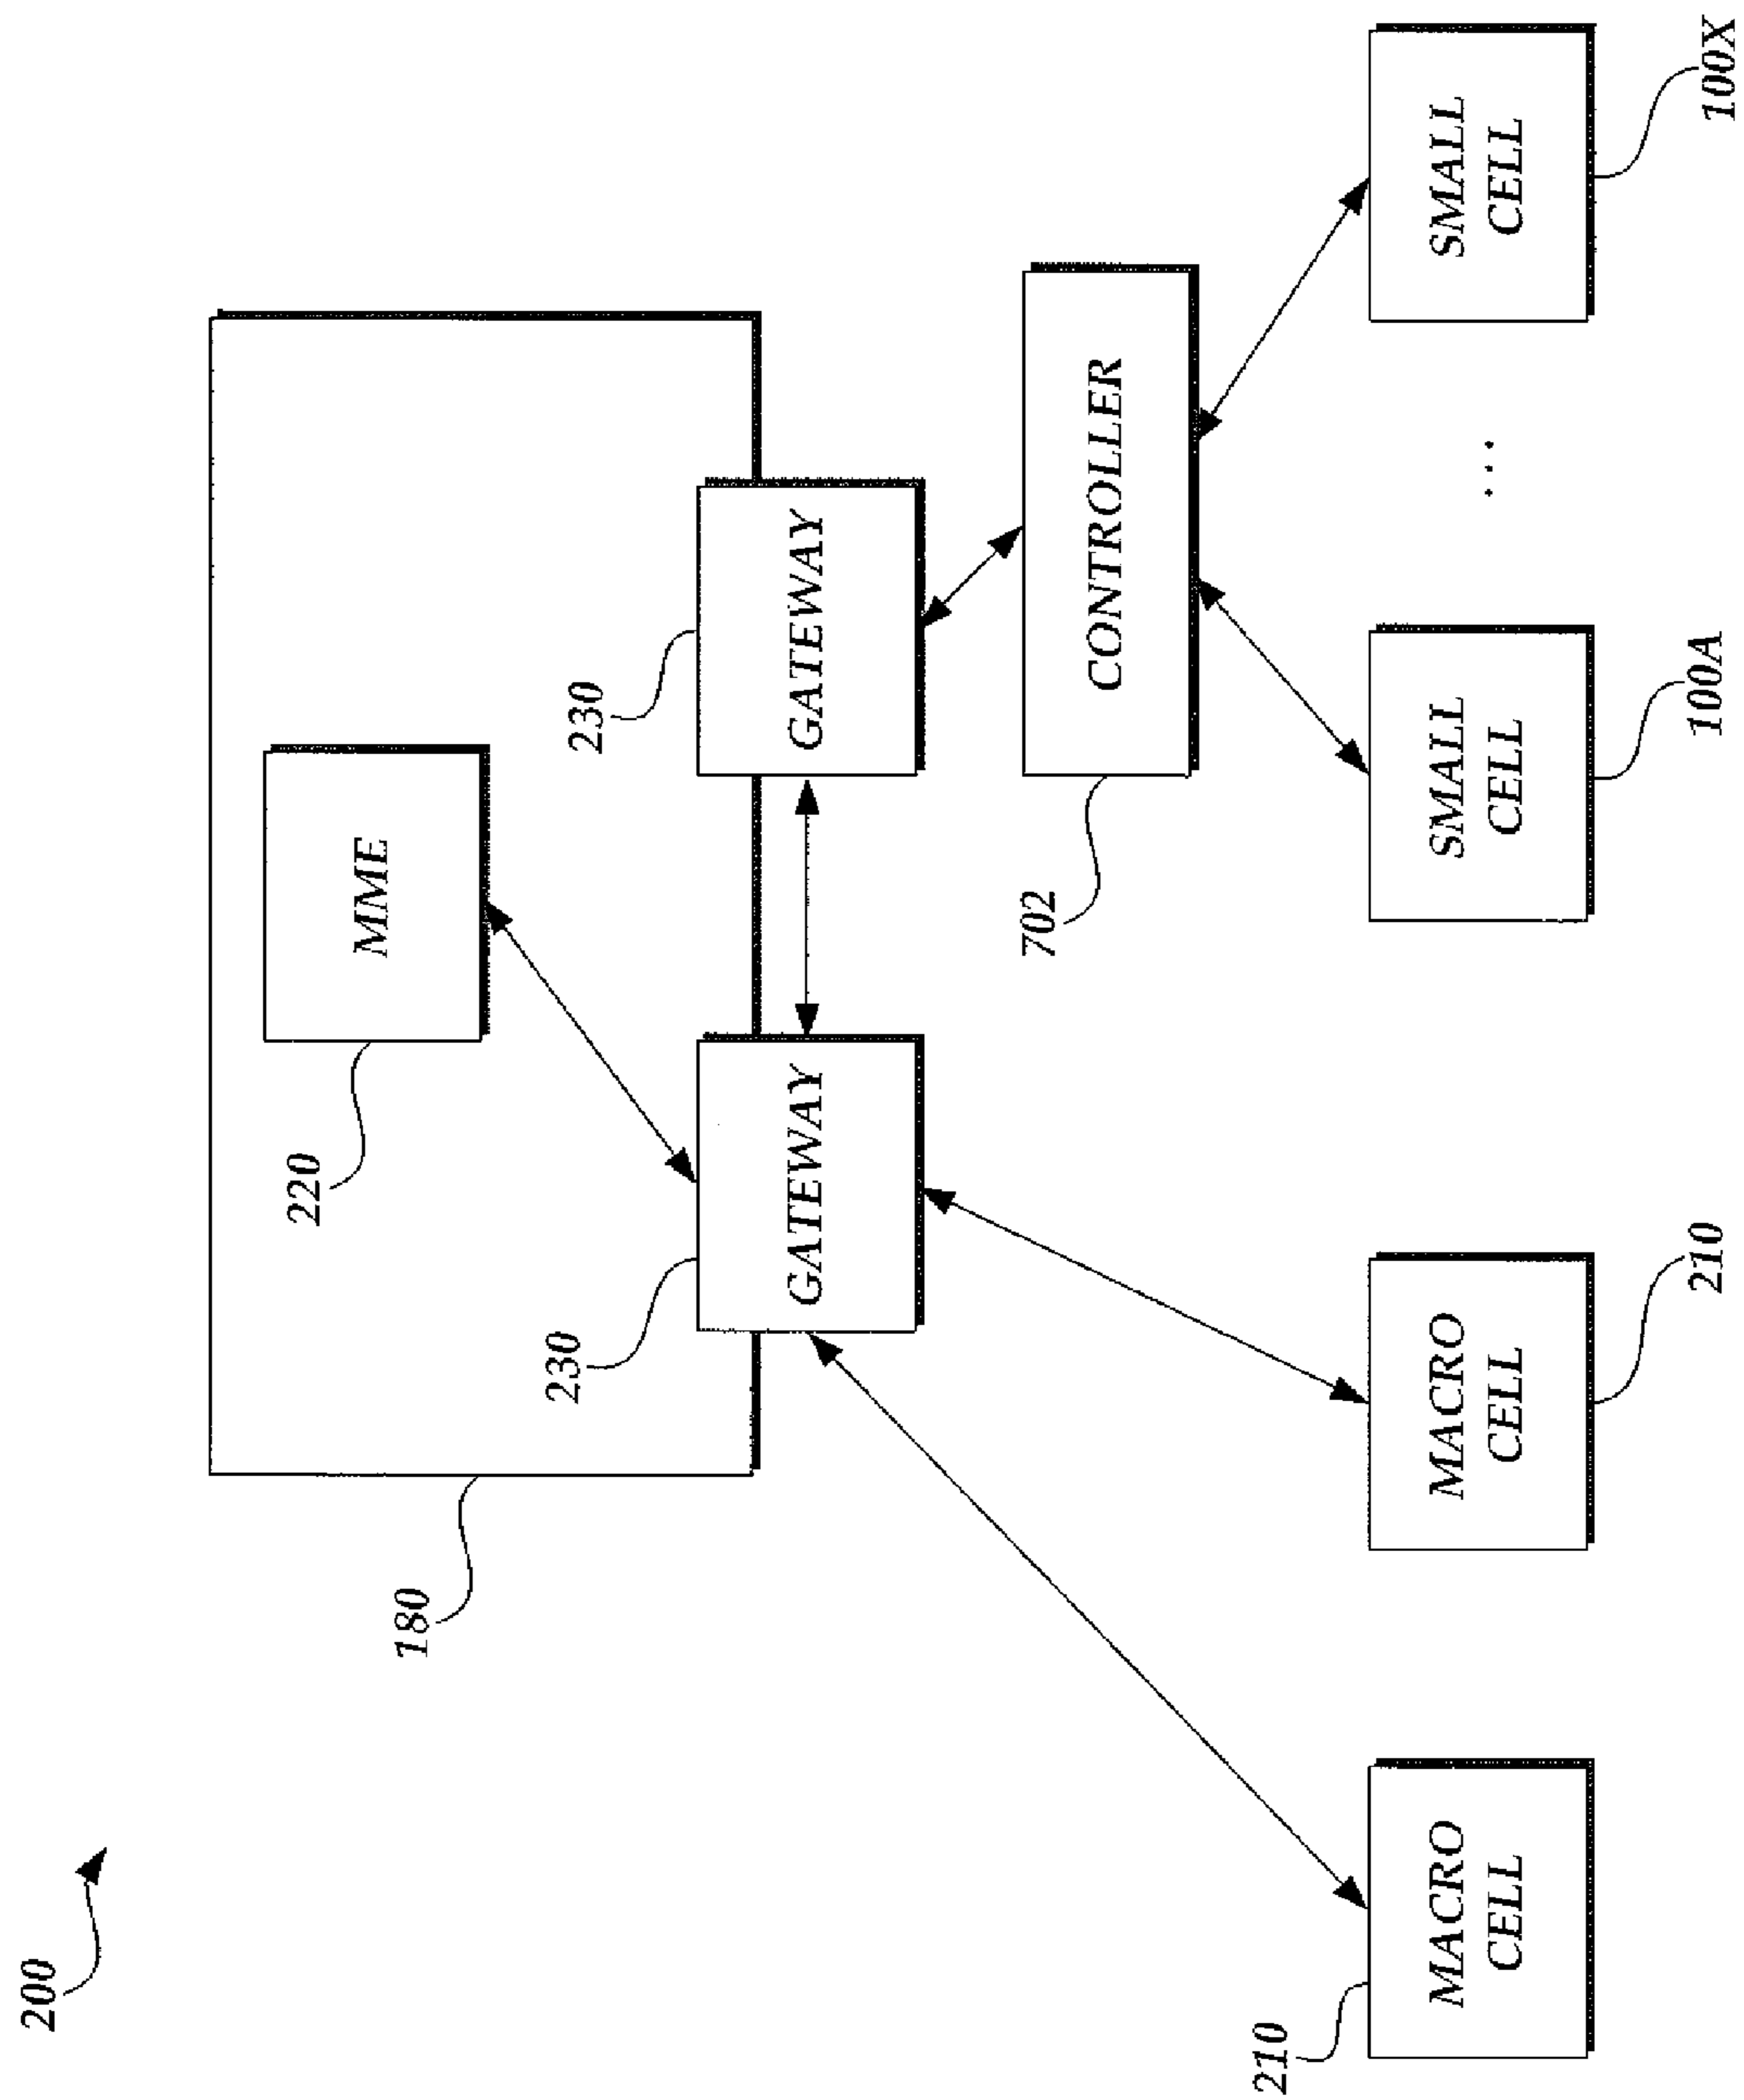 200
180
220
MME
230
GATEWAY
230
GATEWAY
702
CONTROLLER
210
MACRO
CELL
MACRO
CELL
210
SMALL
CELL
100A
...
SMALL
CELL
100X